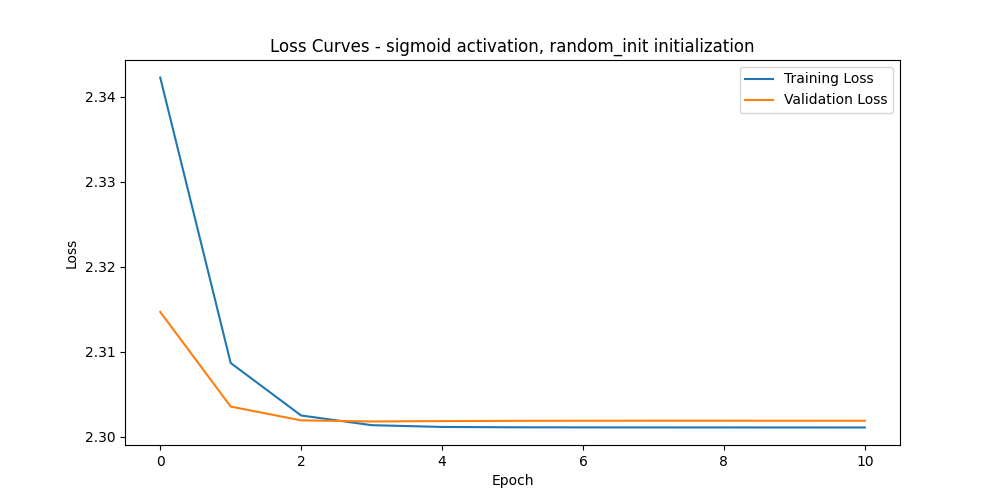 Loss Curves - sigmoid activation, random_init initialization
Training Loss
Validation Loss
2.34
2.33
2.32
2.31
2.30
Loss
0 2 4 6 8 10
Epoch